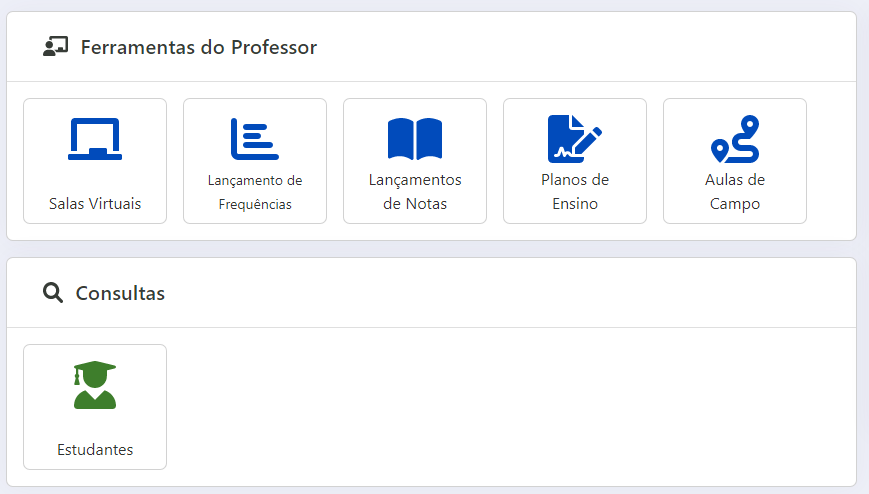 Ferramentas do Professor
Salas Virtuais
Lançamento de
Frequências
Lançamentos
de Notas
Planos de
Ensino
Aulas de
Campo
Consultas
Estudantes